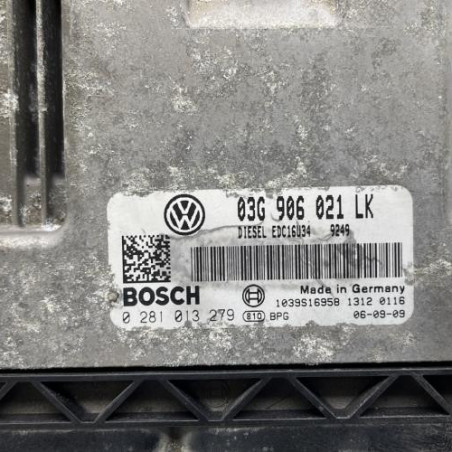 03G 906 021 LK
DIESEL EDC16U34 9249
BOSCH
Made in Germany
1039S16958 1312 0116
0 281 013 279 810 BPG 06-09-09